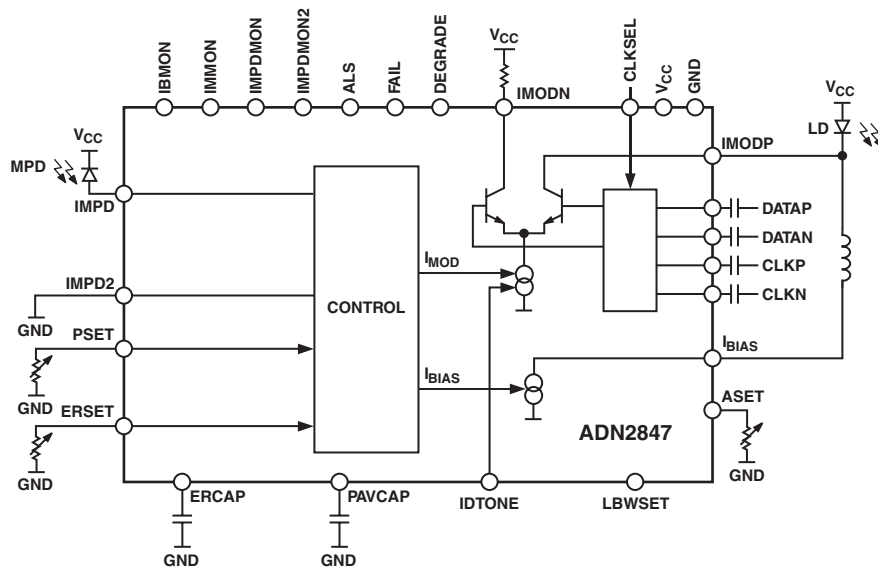 IBMON
IMMON
IMPDMON
IMPDMON2
ALS
FAIL
DEGRADE
VCC
IMODN
CLKSEL
VCC
GND
VCC
LD
IMODP
VCC
MPD
IMPD
DATAP
DATAN
CLKP
CLKN
IMOD
IMPD2
GND
CONTROL
PSET
GND
IBIAS
IBIAS
ERSET
GND
ASET
GND
ADN2847
ERCAP
PAVCAP
IDTONE
LBWSET
GND
GND